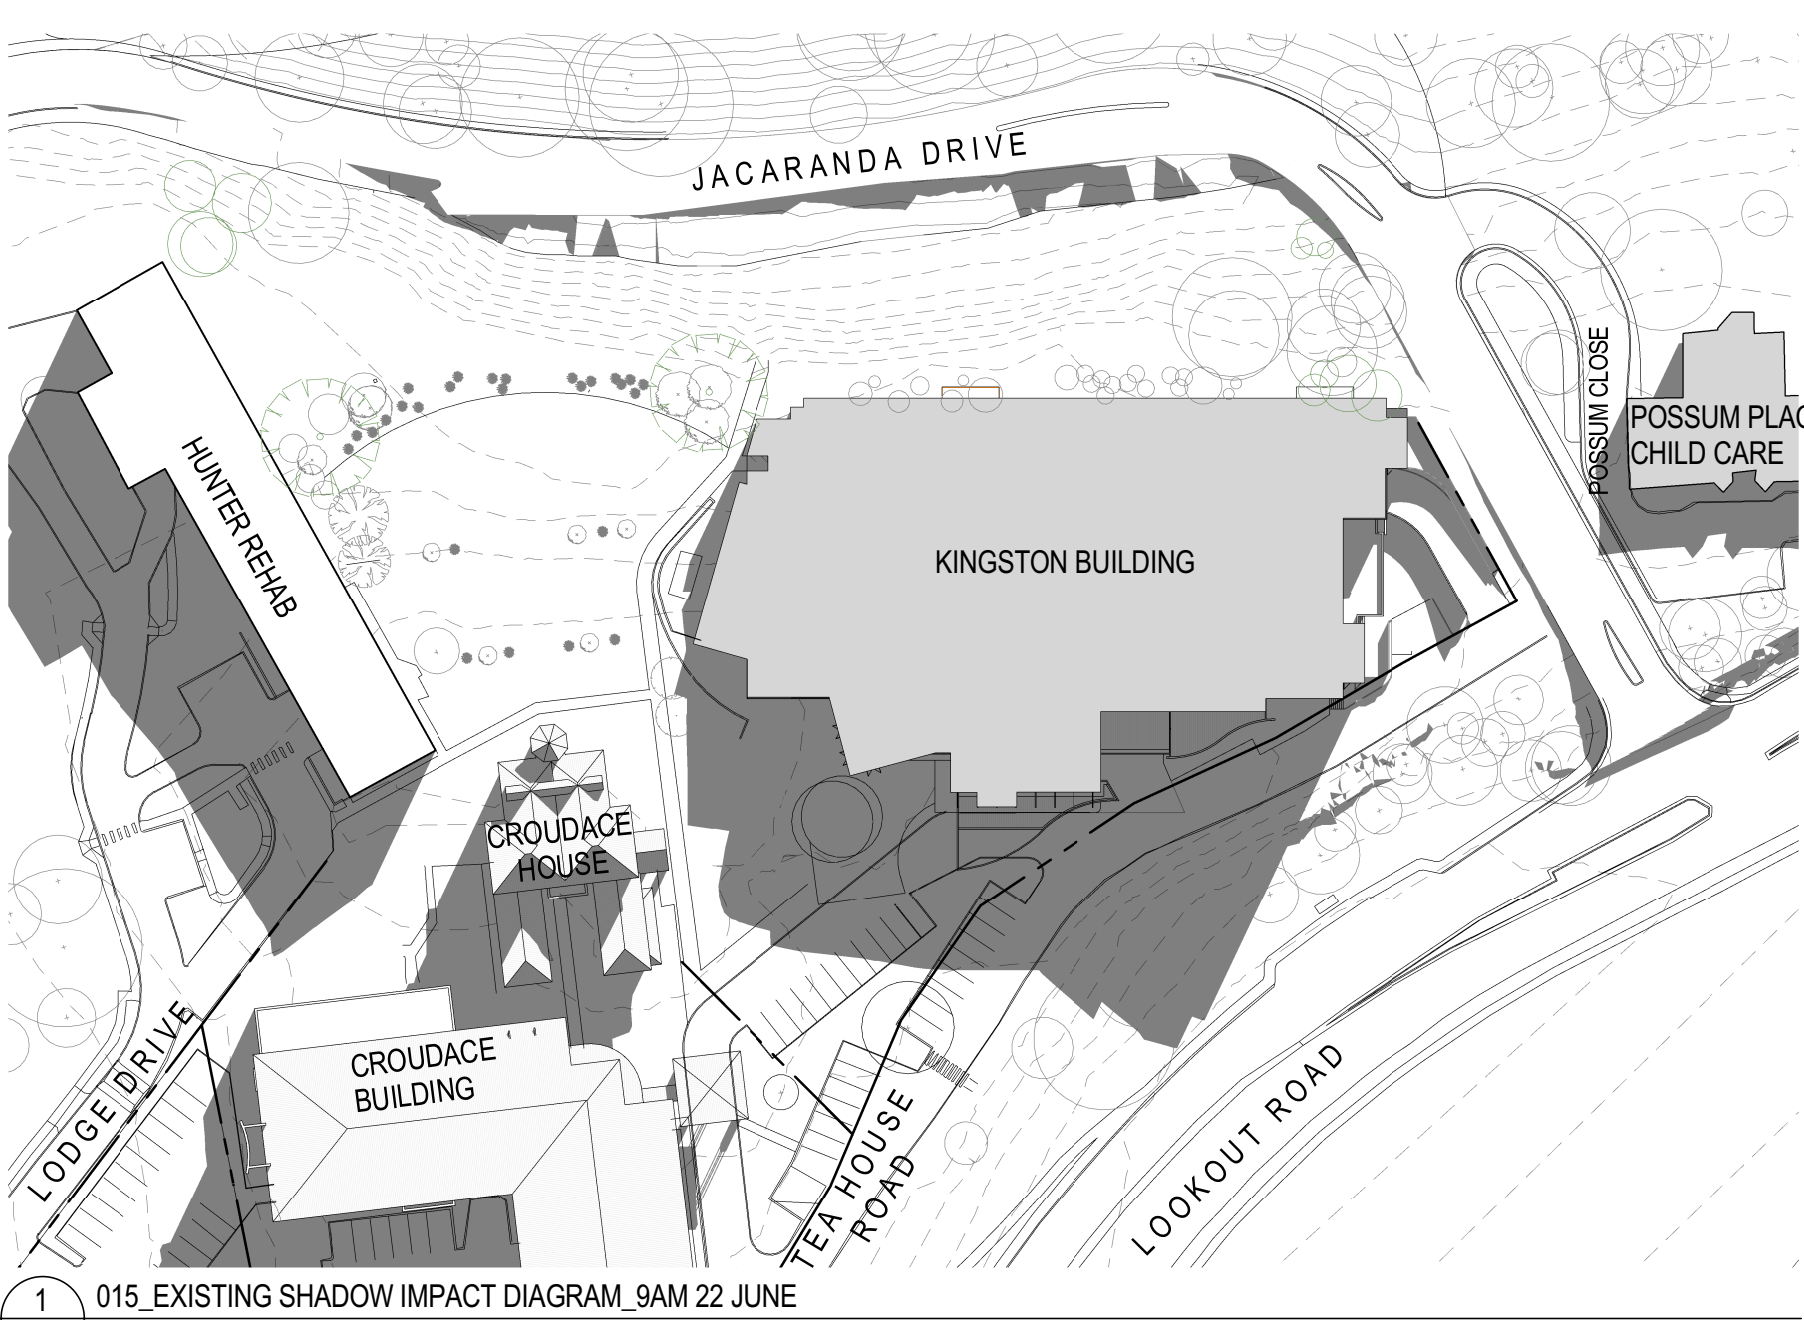 JACARANDA DRIVE
POSSUM CLOSE
POSSUM PLAC
CHILD CARE
HUNTER REHAB
KINGSTON BUILDING
CROUDACE
HOUSE
CROUDACE
BUILDING
LODGE DRIVE
TEA HOUSE
ROAD
LOOKOUT ROAD
1
015_EXISTING SHADOW IMPACT DIAGRAM_9AM 22 JUNE